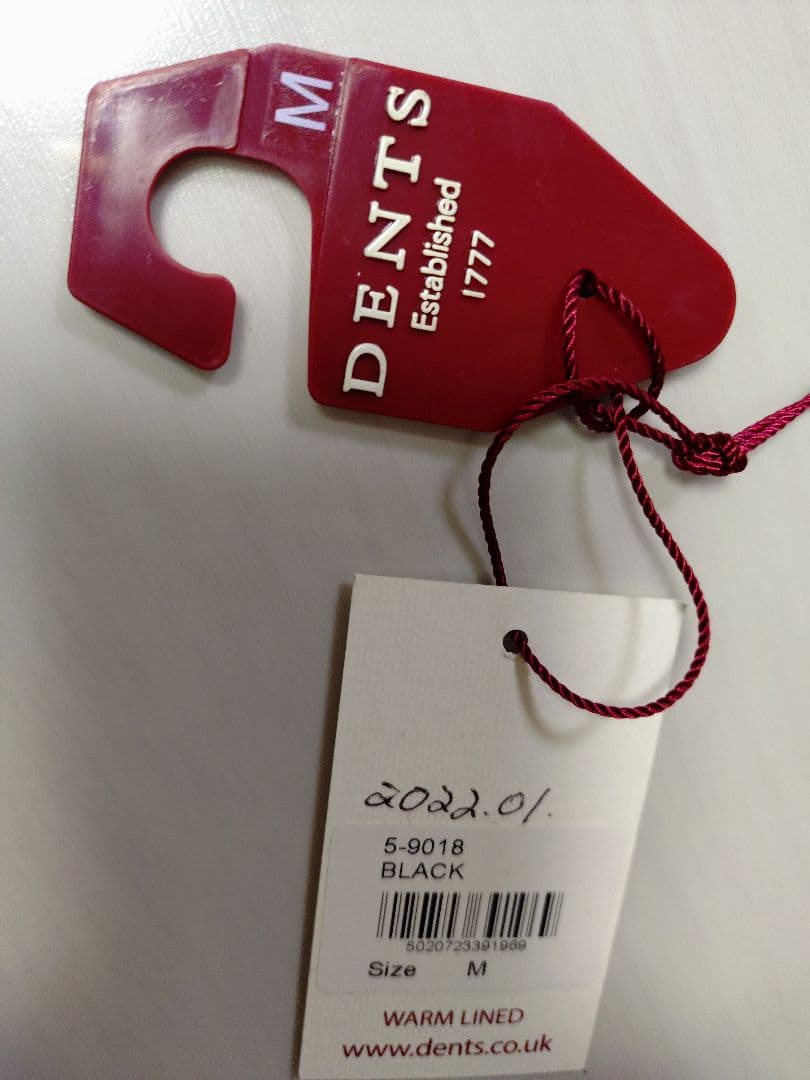 M
DENTS
Established
1777
2022.01.
5-9018
BLACK
5020723391969
Size M
WARM LINED
www.dents.co.uk